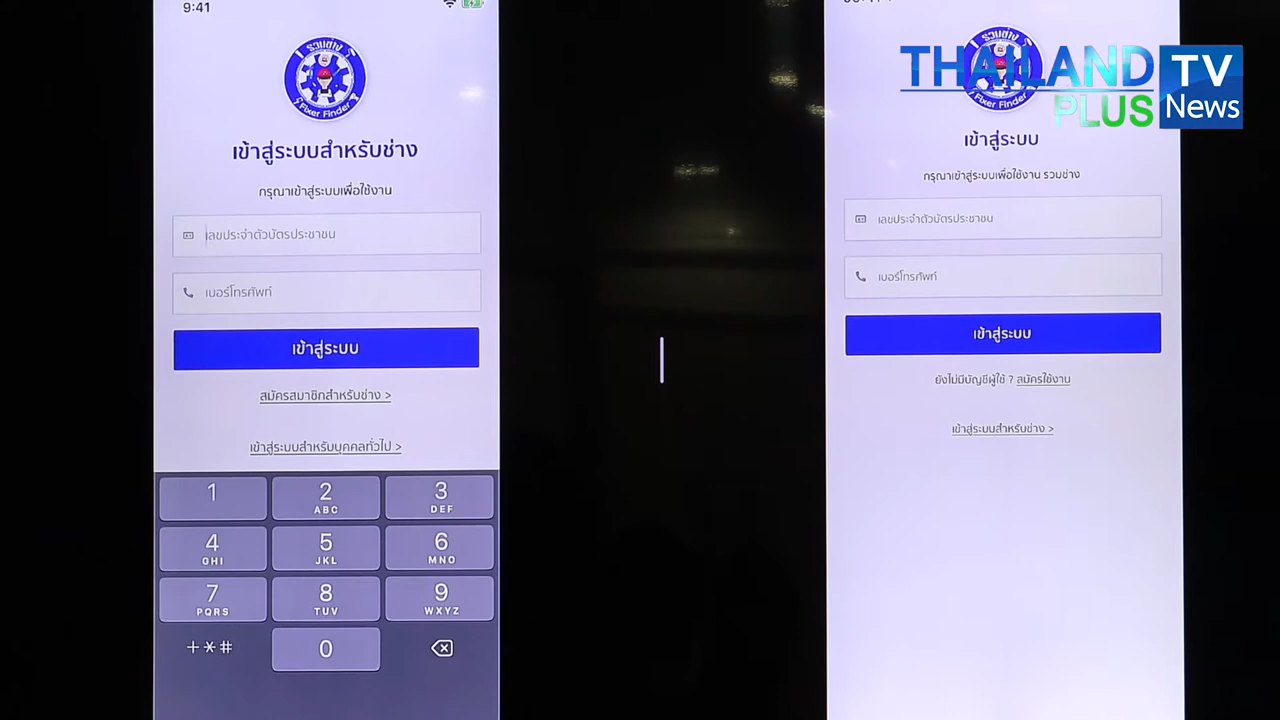 9:41
รวมช่าง
Fixer Finder
เข้าสู่ระบบสำหรับช่าง
กรุณาเข้าสู่ระบบเพื่อใช้งาน
เลขประจำตัวบัตรประชาชน
เบอร์โทรศัพท์
เข้าสู่ระบบ
สมัครสมาชิกสำหรับช่าง >
เข้าสู่ระบบสำหรับบุคคลทั่วไป >
1
2
ABC
3
DEF
4
GHI
5
JKL
6
MNO
7
PQRS
8
TUV
9
WXYZ
+*#
0
THAILAND
PLUS
TV
News
เข้าสู่ระบบ
กรุณาเข้าสู่ระบบเพื่อใช้งาน รวมช่าง
เลขประจำตัวบัตรประชาชน
เบอร์โทรศัพท์
เข้าสู่ระบบ
ยังไม่มีบัญชีผู้ใช้ ? สมัครใช้งาน
เข้าสู่ระบบสำหรับช่าง >